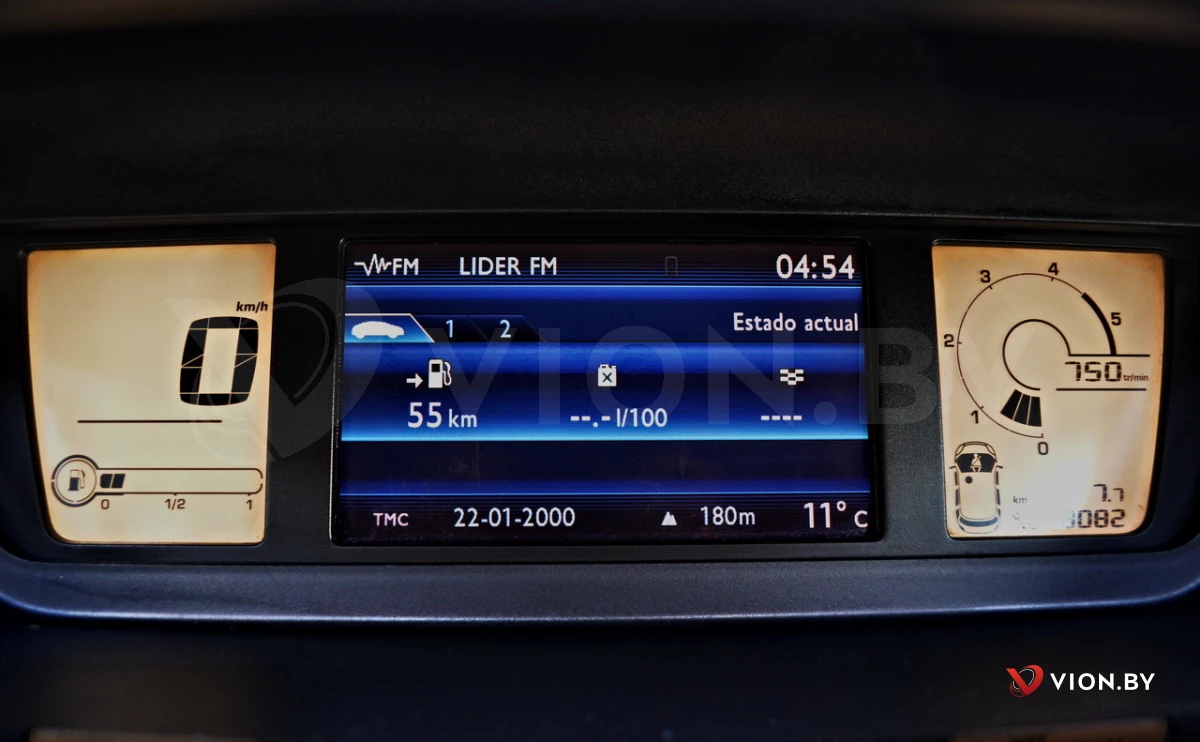 FM LIDER FM 04:54
km/h
0
1 2 Estado actual
55 km --.- l/100 ----
0 1/2 1
TMC 22-01-2000 180m 11° c
0 1 2 3 4 5
750 tr/min
km 7.7
VION.BY
VION.BY